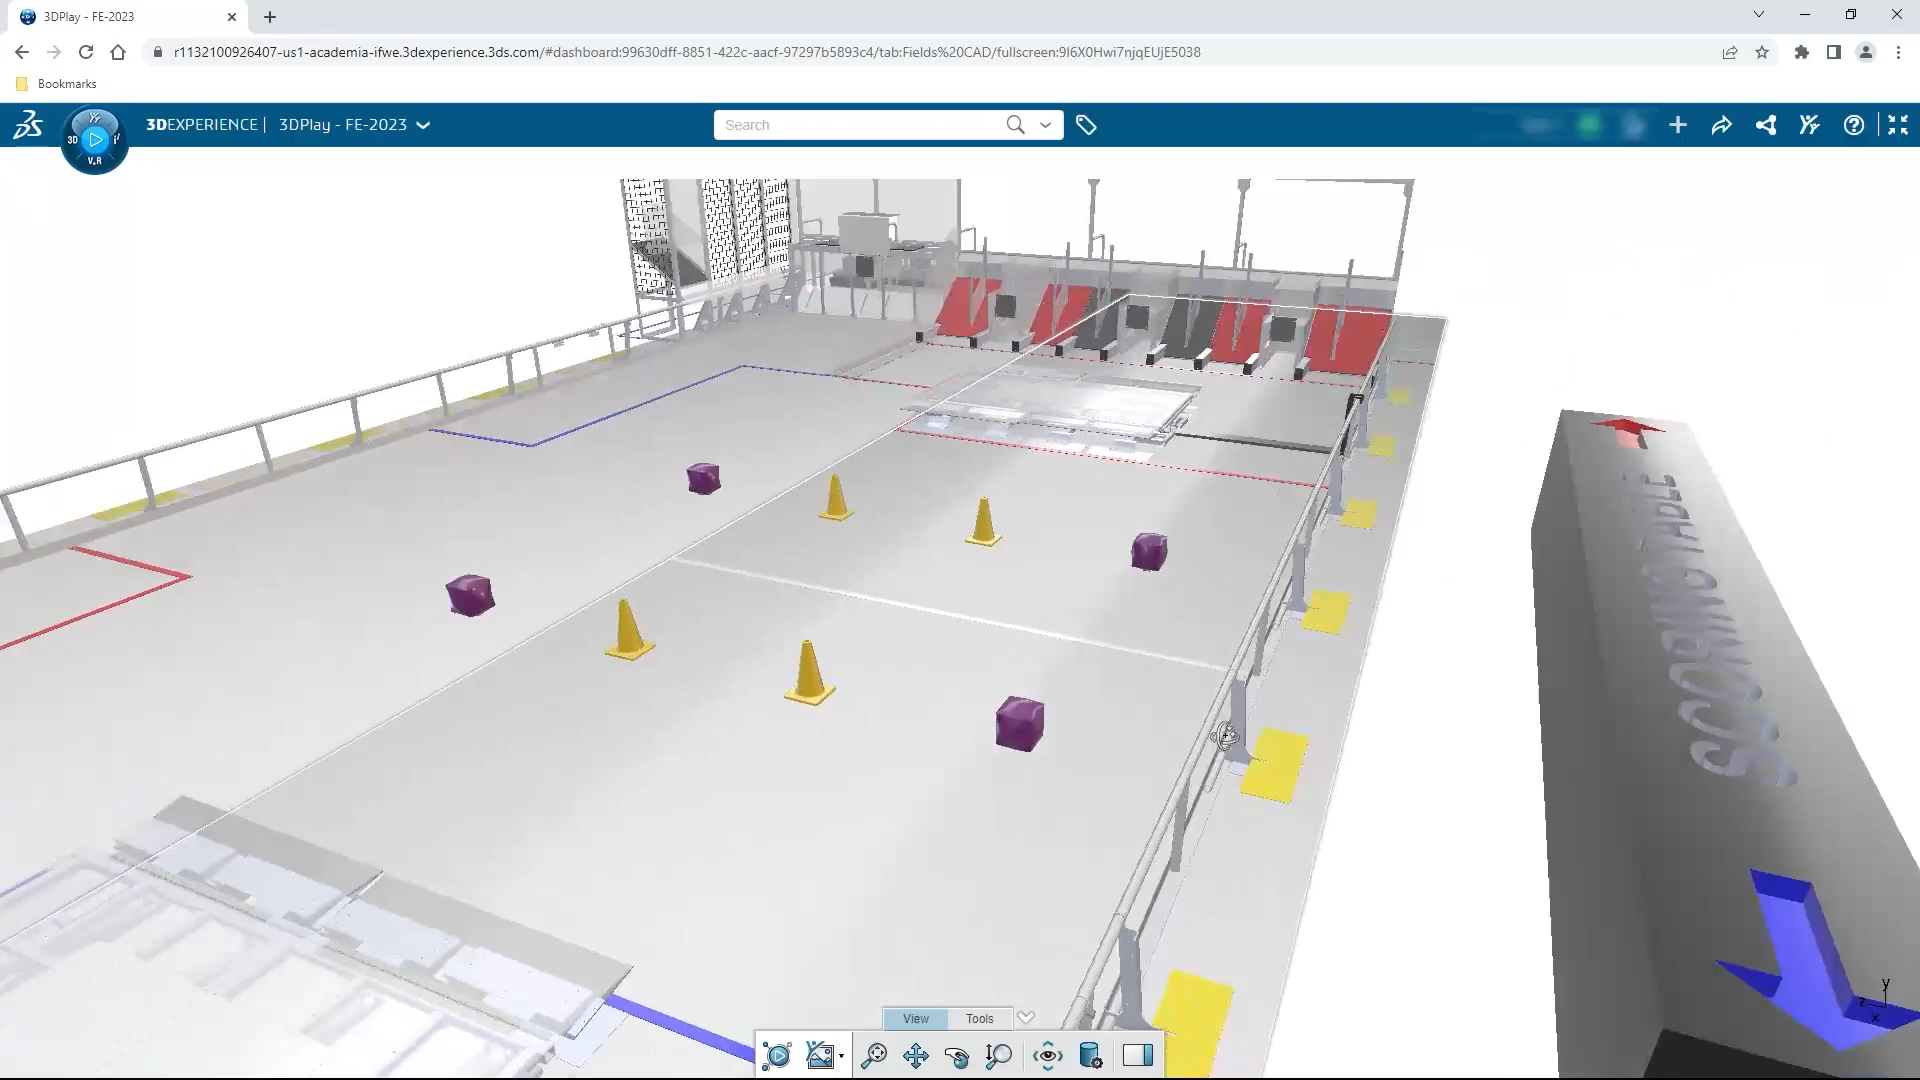 3DPlay - FE-2023
r1132100926407-us1-academia-ifwe.3dexperience.3ds.com/#dashboard:99630dff-8851-422c-aacf-97297b5893c4/tab:Fields%20CAD/fullscreen:9I6X0Hwi7njqEUjE5038
Bookmarks
3D
V.R
3DEXPERIENCE | 3DPlay - FE-2023
Search
SCORING TABLE
View Tools
y
z
x